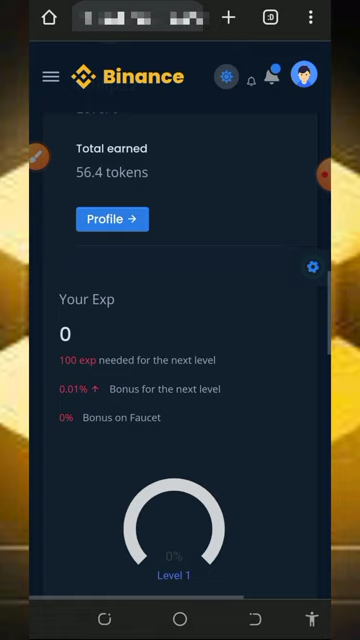 :D
Binance
Total earned
56.4 tokens
Profile →
Your Exp
0
100 exp needed for the next level
0.01% ↑ Bonus for the next level
0% Bonus on Faucet
0%
Level 1